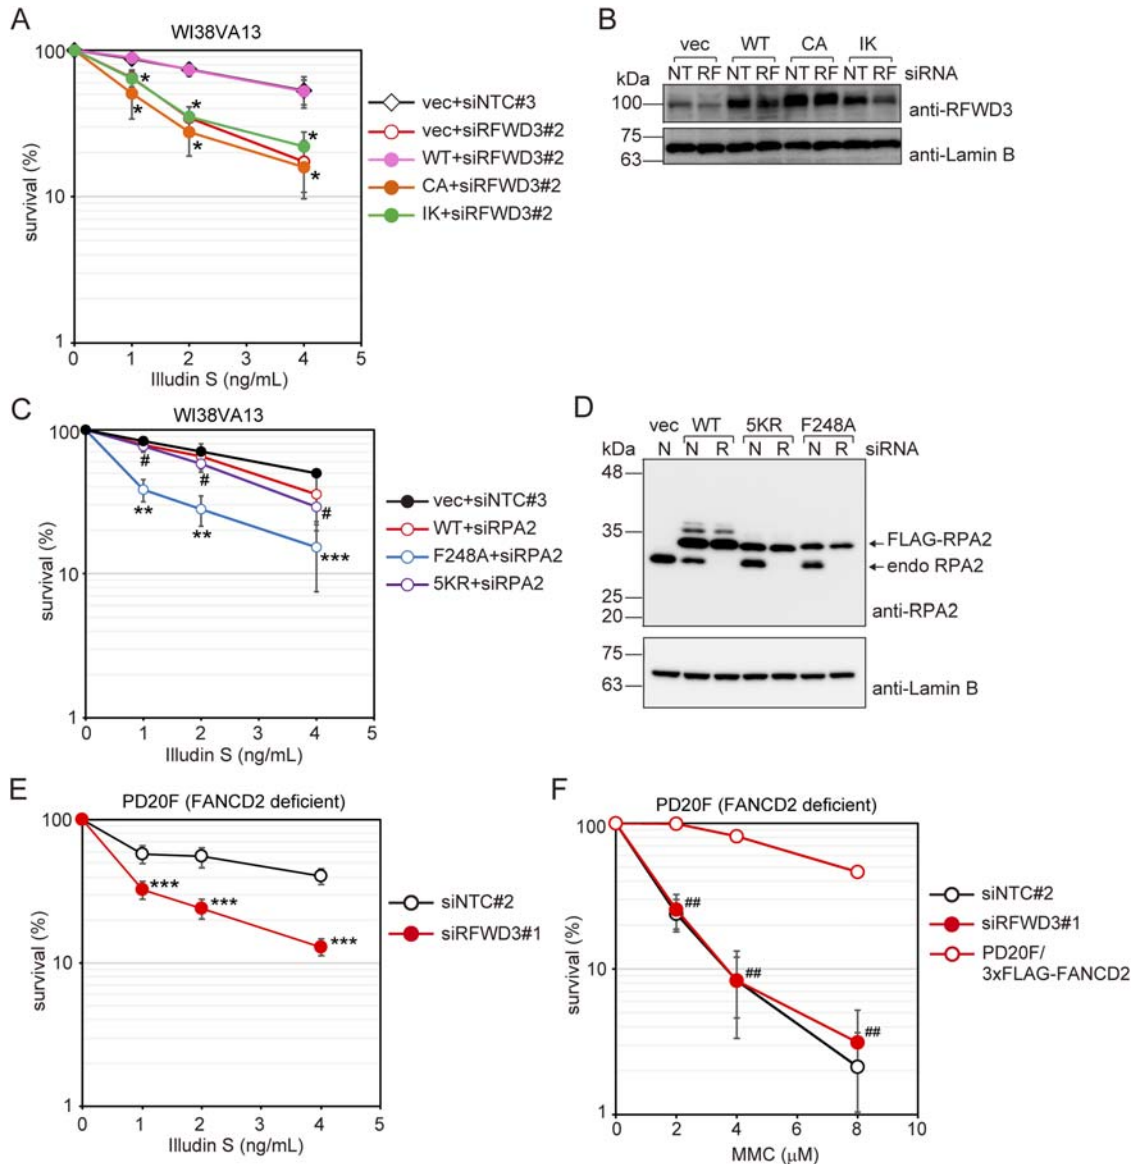 A
WI38VA13
survival (%)
100
10
1
0 1 2 3 4 5
Illudin S (ng/mL)
*
*
*
*
*
*
vec+siNTC#3
vec+siRFWD3#2
WT+siRFWD3#2
CA+siRFWD3#2
IK+siRFWD3#2
B
vec WT CA IK
kDa NT RF NT RF NT RF NT RF siRNA
100
anti-RFWD3
75
63
anti-Lamin B
C
WI38VA13
survival (%)
100
10
1
0 1 2 3 4 5
Illudin S (ng/mL)
# # #
** ** ***
vec+siNTC#3
WT+siRPA2
F248A+siRPA2
5KR+siRPA2
D
vec WT 5KR F248A
kDa N N R N R N R siRNA
48
35
FLAG-RPA2
endo RPA2
25
20
anti-RPA2
75
63
anti-Lamin B
E
PD20F (FANCD2 deficient)
survival (%)
100
10
1
0 1 2 3 4 5
Illudin S (ng/mL)
*** *** ***
siNTC#2
siRFWD3#1
F
PD20F (FANCD2 deficient)
survival (%)
100
10
1
0 2 4 6 8 10
MMC (μM)
## ## ##
siNTC#2
siRFWD3#1
PD20F/
3xFLAG-FANCD2